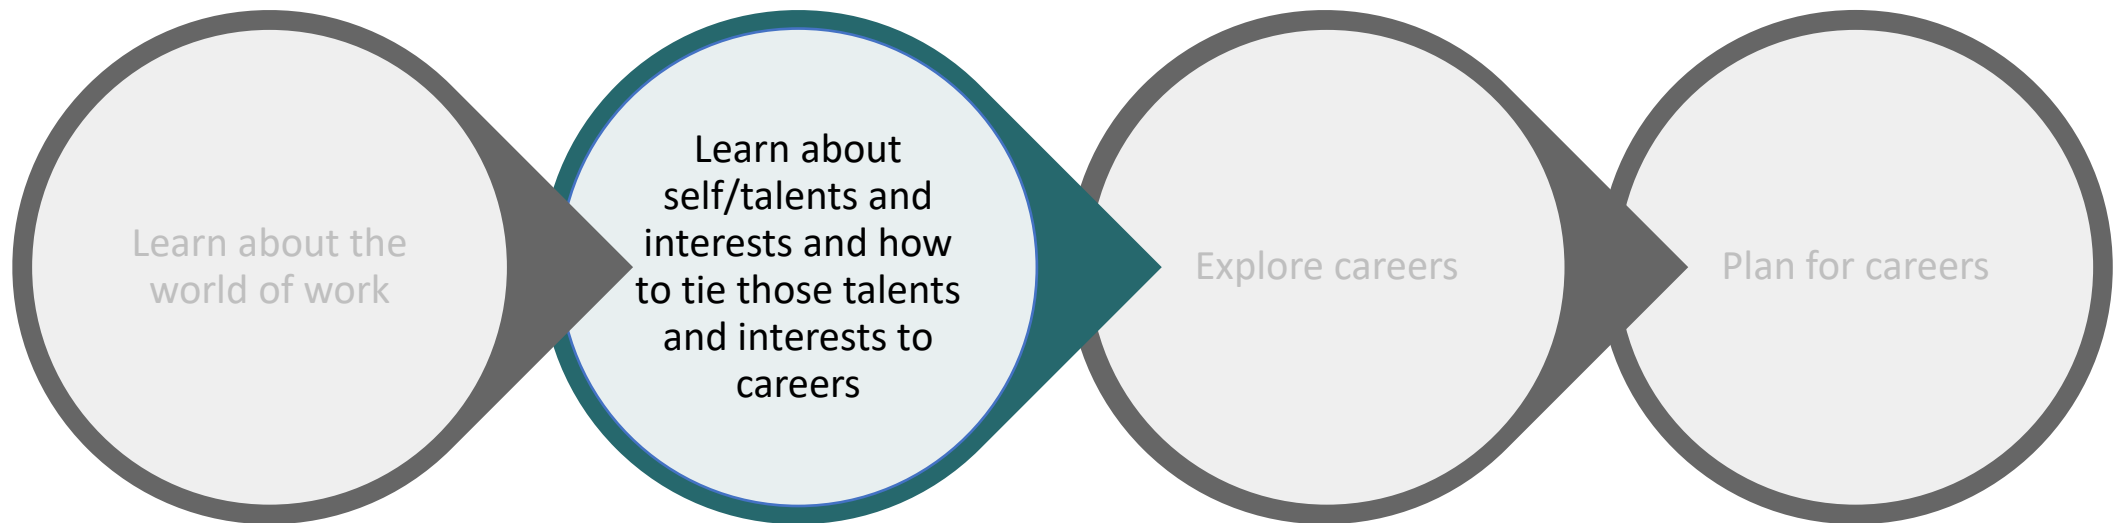 Learn about the
world of work
Learn about
self/talents and
interests and how
to tie those talents
and interests to
careers
Explore careers
Plan for careers